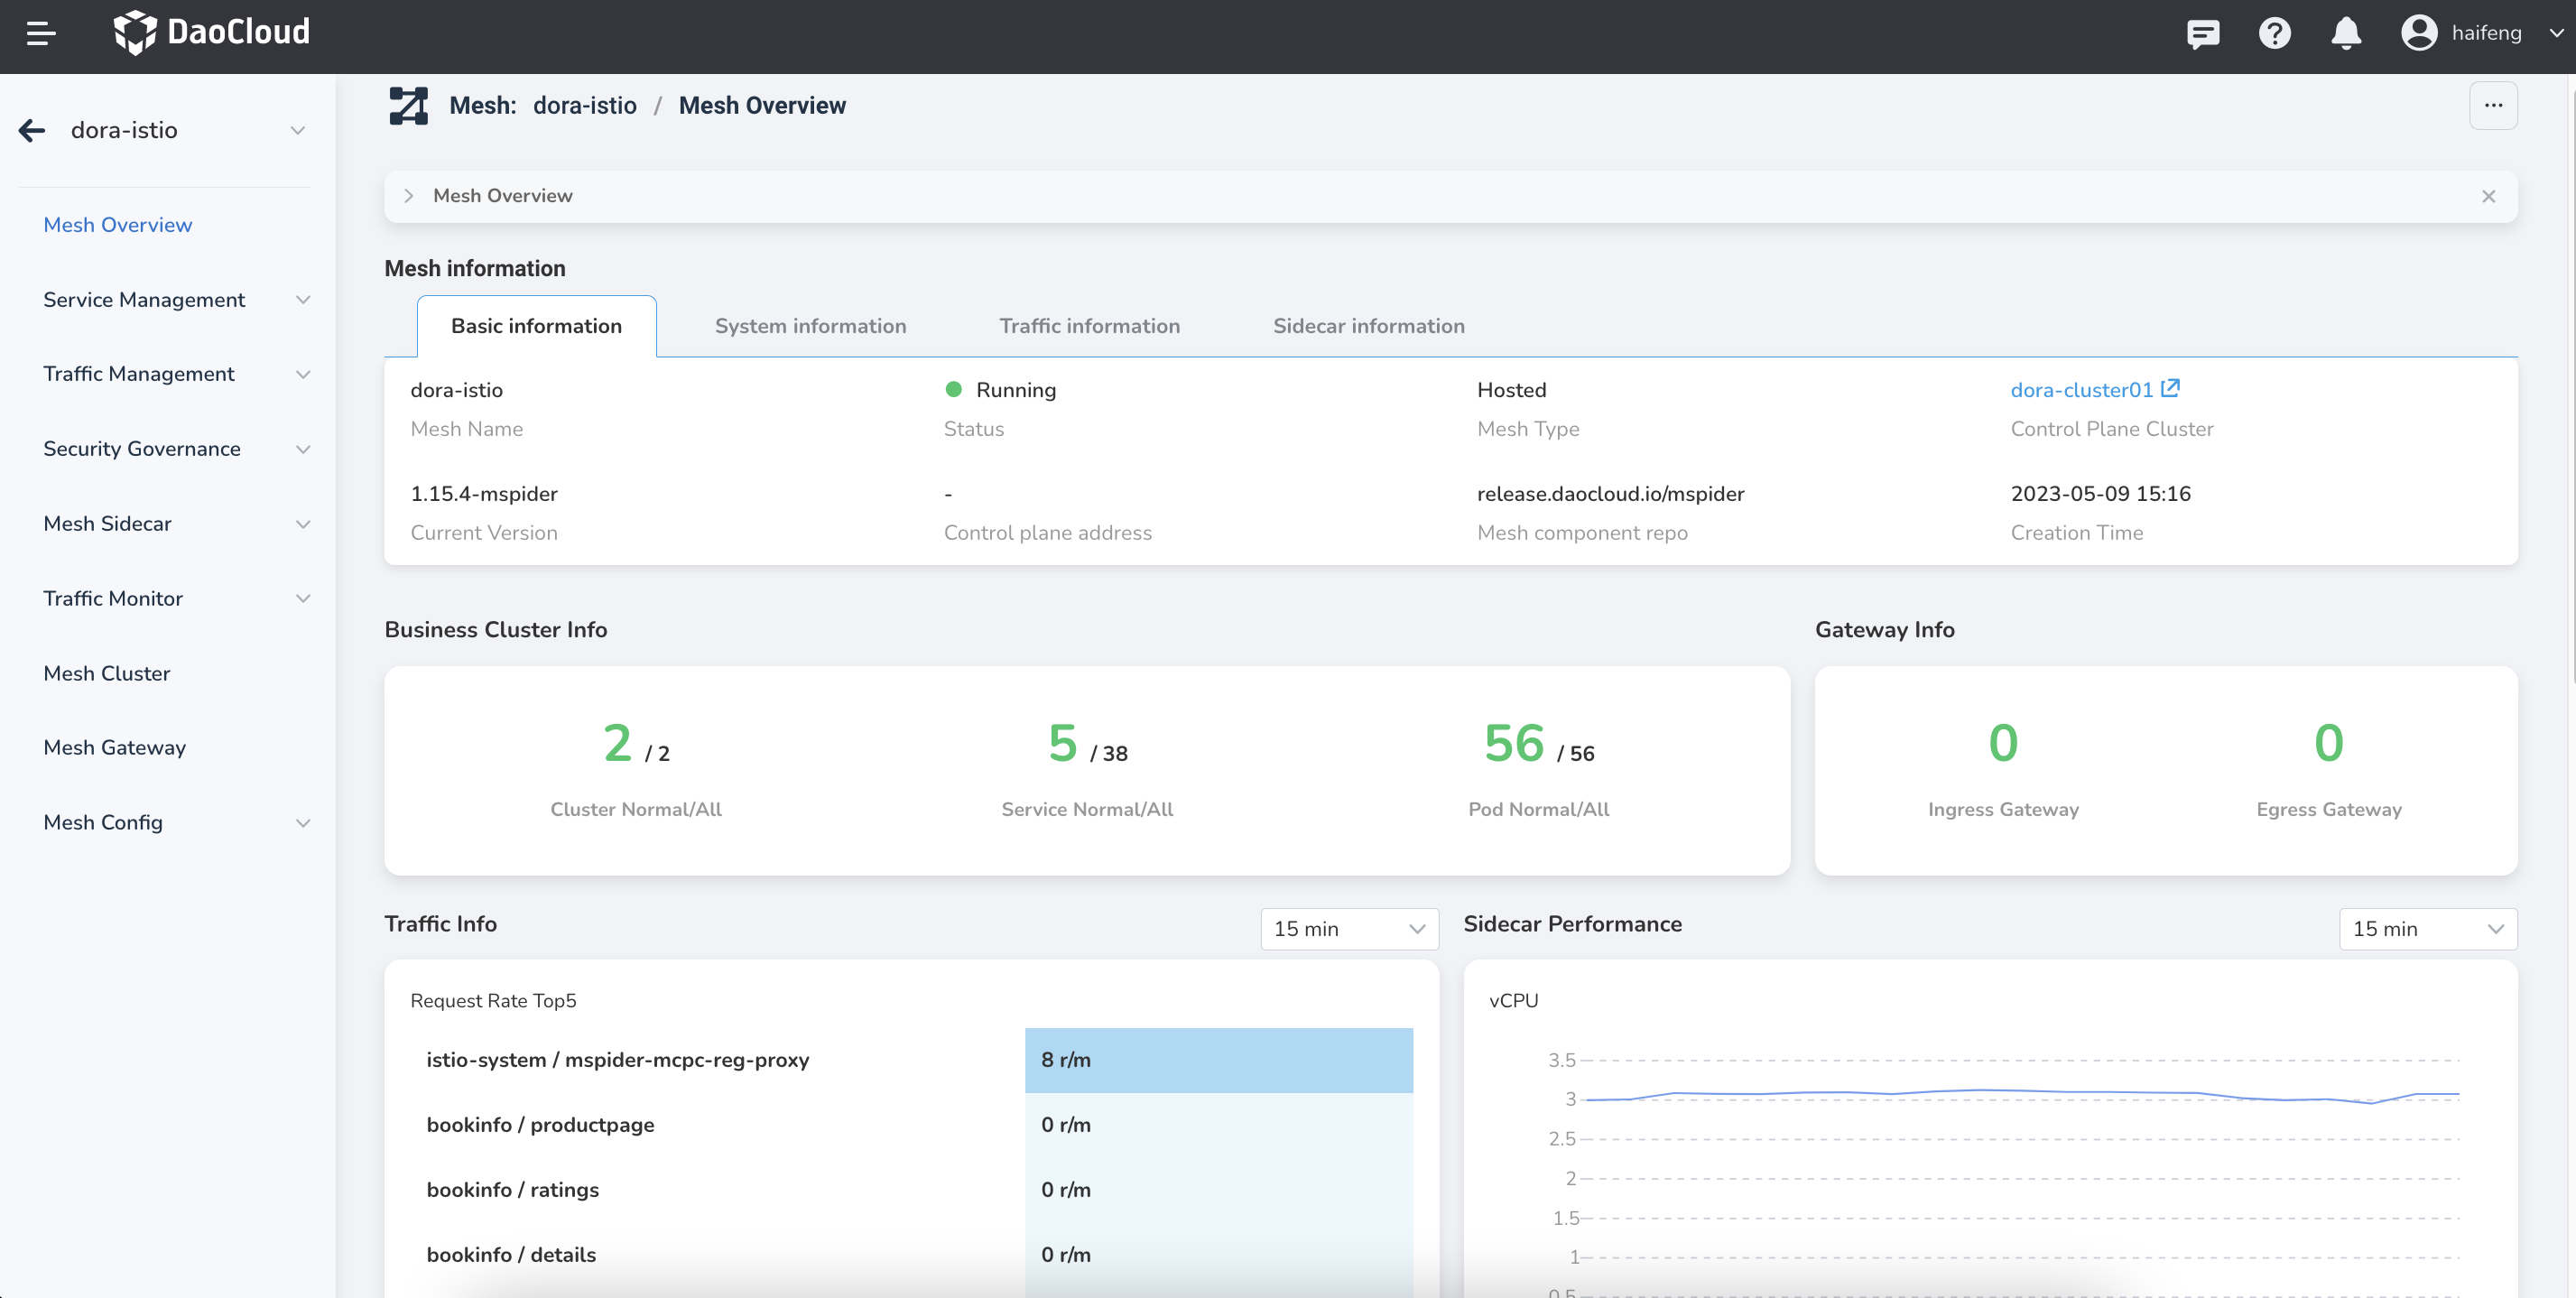 DaoCloud
haifeng
dora-istio
Mesh Overview
Service Management
Traffic Management
Security Governance
Mesh Sidecar
Traffic Monitor
Mesh Cluster
Mesh Gateway
Mesh Config
Mesh: dora-istio / Mesh Overview
Mesh Overview
Mesh information
Basic information System information Traffic information Sidecar information
dora-istio Running Hosted dora-cluster01
Mesh Name Status Mesh Type Control Plane Cluster
1.15.4-mspider - release.daocloud.io/mspider 2023-05-09 15:16
Current Version Control plane address Mesh component repo Creation Time
Business Cluster Info
2 / 2 5 / 38 56 / 56
Cluster Normal/All Service Normal/All Pod Normal/All
Gateway Info
0 0
Ingress Gateway Egress Gateway
Traffic Info 15 min
Request Rate Top5
istio-system / mspider-mcpc-reg-proxy 8 r/m
bookinfo / productpage 0 r/m
bookinfo / ratings 0 r/m
bookinfo / details 0 r/m
Sidecar Performance 15 min
vCPU
3.5
3
2.5
2
1.5
1
0.5